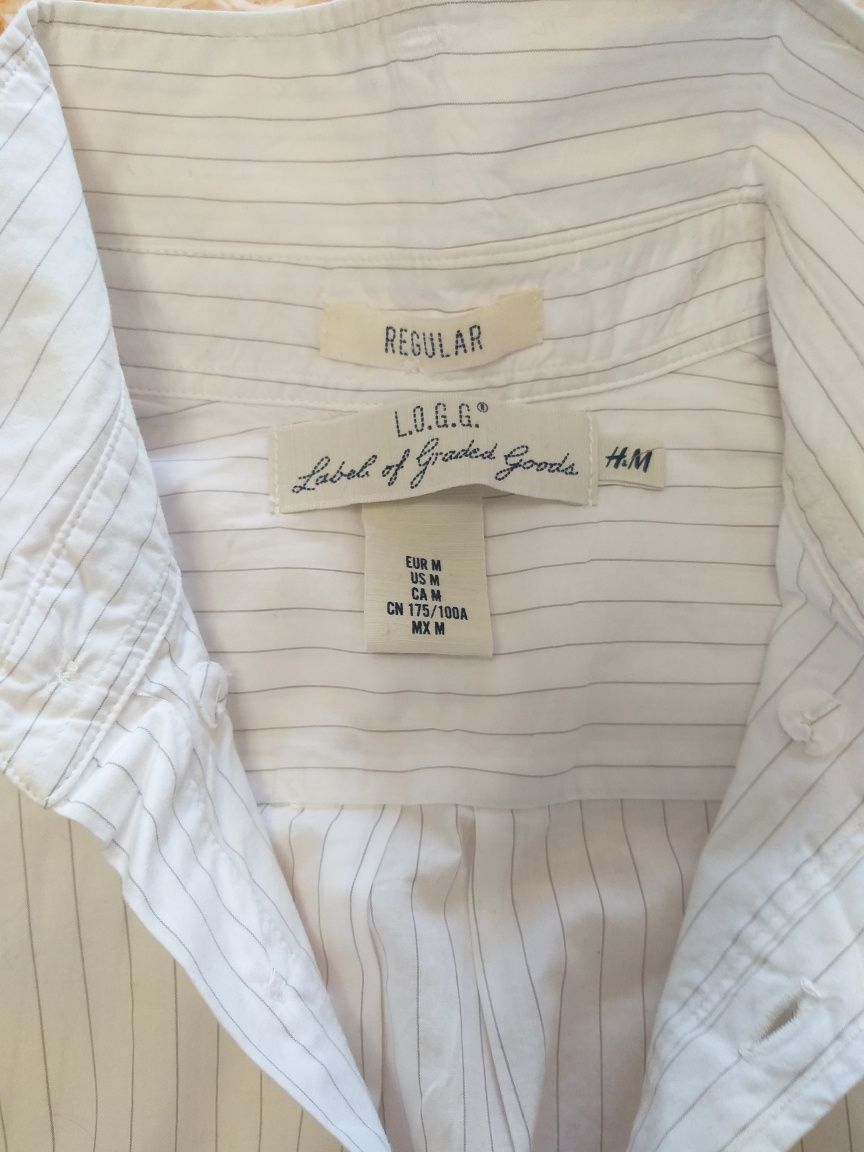 REGULAR
L.O.G.G.®
Label of Graded Goods
H&M
EUR M
US M
CA M
CN 175/100A
MX M